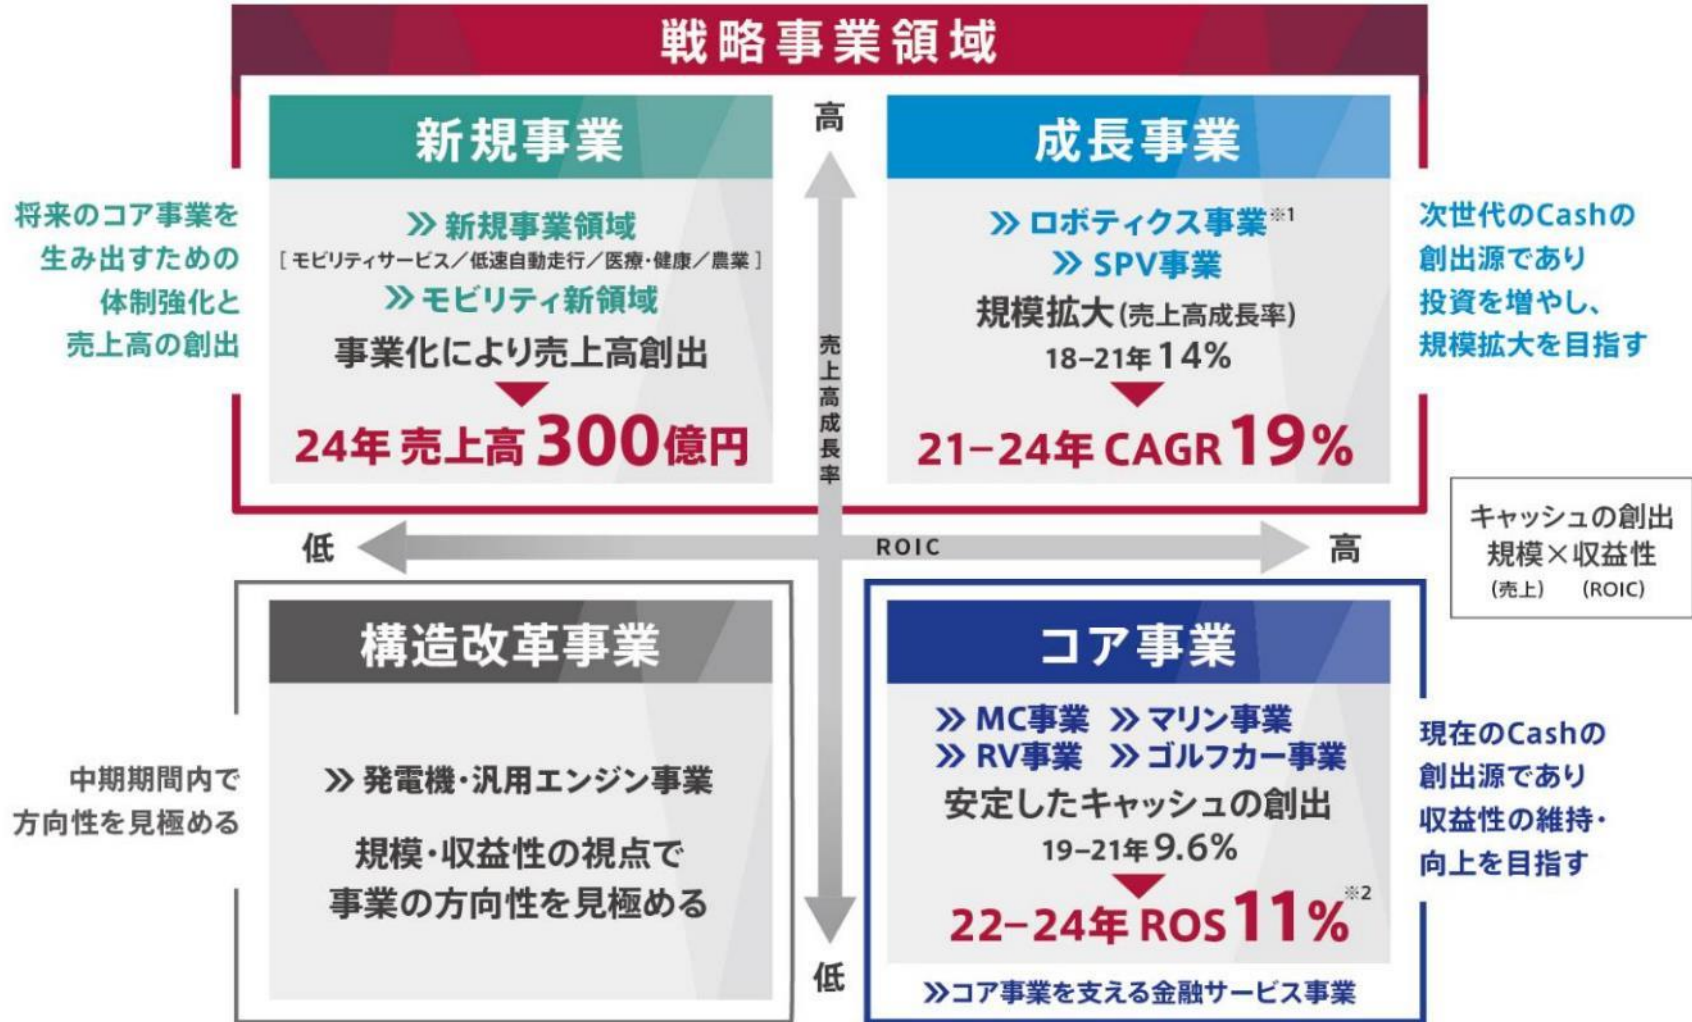 戦略事業領域
高
新規事業
≫ 新規事業領域
[ モビリティサービス／低速自動走行／医療・健康／農業 ]
≫ モビリティ新領域
事業化により売上高創出
24年 売上高 300億円
将来のコア事業を
生み出すための
体制強化と
売上高の創出
成長事業
≫ ロボティクス事業※1
≫ SPV事業
規模拡大(売上高成長率)
18−21年 14%
21−24年 CAGR 19%
次世代のCashの
創出源であり
投資を増やし、
規模拡大を目指す
売上高成長率
低
ROIC
高
キャッシュの創出
規模×収益性
(売上) (ROIC)
構造改革事業
≫ 発電機・汎用エンジン事業
規模・収益性の視点で
事業の方向性を見極める
中期期間内で
方向性を見極める
コア事業
≫ MC事業 ≫ マリン事業
≫ RV事業 ≫ ゴルフカー事業
安定したキャッシュの創出
19−21年 9.6%
22−24年 ROS 11%※2
≫コア事業を支える金融サービス事業
現在のCashの
創出源であり
収益性の維持・
向上を目指す
低